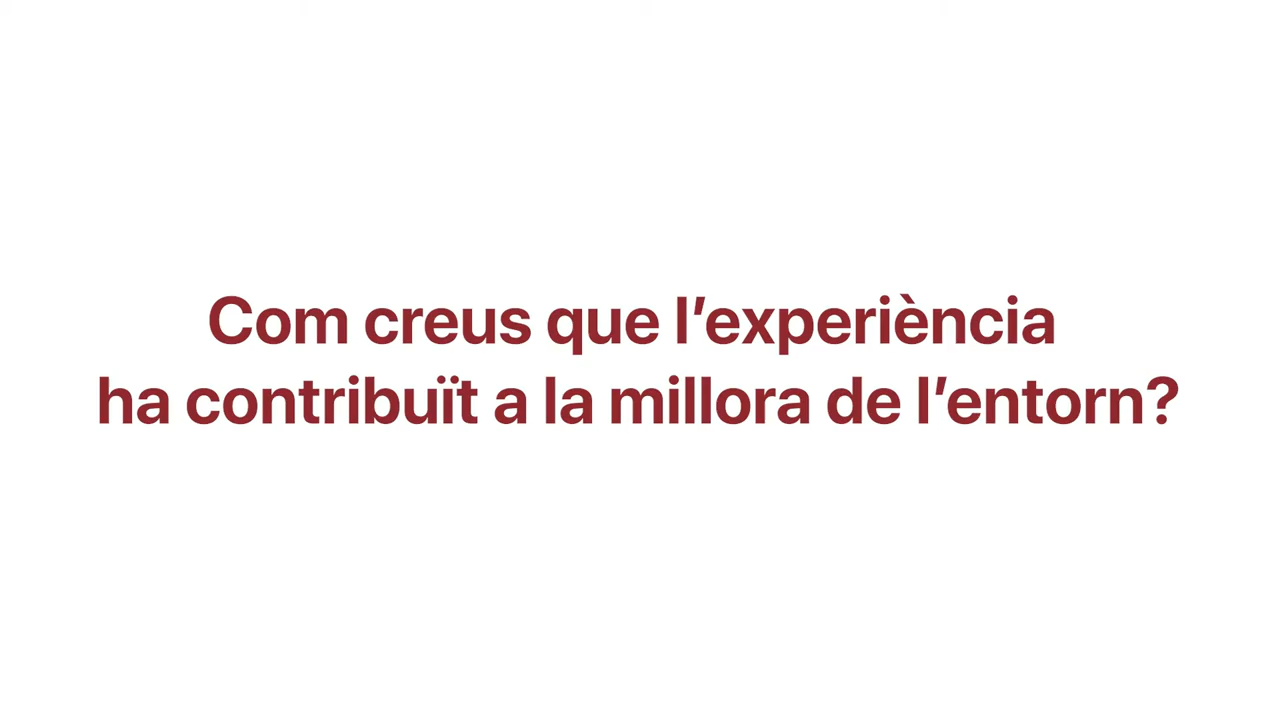 Com creus que l’experiència
ha contribuït a la millora de l’entorn?